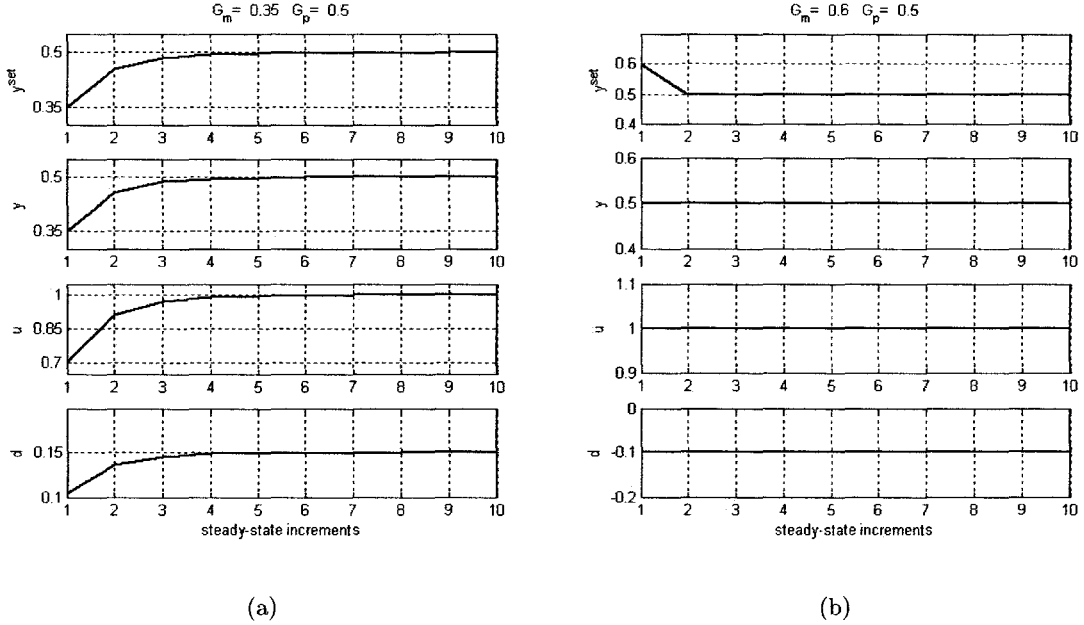 G_m= 0.35 G_p= 0.5
0.5
0.35
y^set
1 2 3 4 5 6 7 8 9 10
0.5
0.35
y
1 2 3 4 5 6 7 8 9 10
1
0.85
0.7
u
1 2 3 4 5 6 7 8 9 10
0.15
0.1
d
1 2 3 4 5 6 7 8 9 10
steady-state increments
(a)
G_m= 0.6 G_p= 0.5
0.6
0.5
0.4
y^set
1 2 3 4 5 6 7 8 9 10
0.6
0.5
0.4
y
1 2 3 4 5 6 7 8 9 10
1.1
1
0.9
u
1 2 3 4 5 6 7 8 9 10
0
-0.1
-0.2
d
1 2 3 4 5 6 7 8 9 10
steady-state increments
(b)